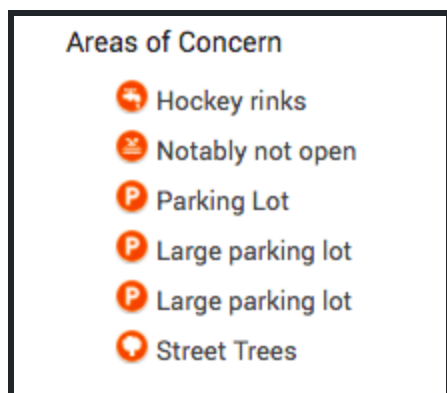 Areas of Concern
Hockey rinks
Notably not open
P Parking Lot
P Large parking lot
P Large parking lot
Street Trees